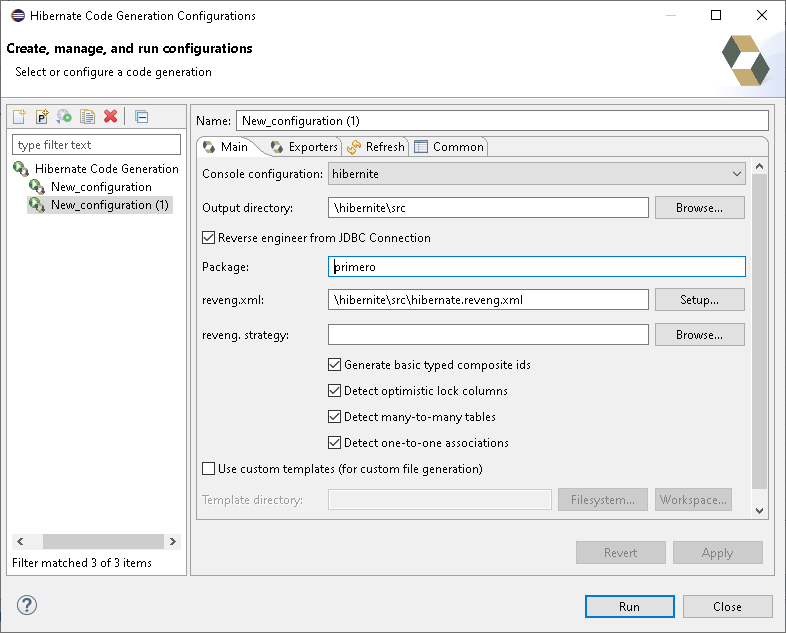 Hibernate Code Generation Configurations
Create, manage, and run configurations
Select or configure a code generation
type filter text
Hibernate Code Generation
New_configuration
New_configuration (1)
Filter matched 3 of 3 items
Name: New_configuration (1)
Main Exporters Refresh Common
Console configuration: hibernite
Output directory: \hibernite\src Browse...
Reverse engineer from JDBC Connection
Package: primero
reveng.xml: \hibernite\src\hibernate.reveng.xml Setup...
reveng. strategy: Browse...
Generate basic typed composite ids
Detect optimistic lock columns
Detect many-to-many tables
Detect one-to-one associations
Use custom templates (for custom file generation)
Template directory: Filesystem... Workspace...
Revert Apply
Run Close